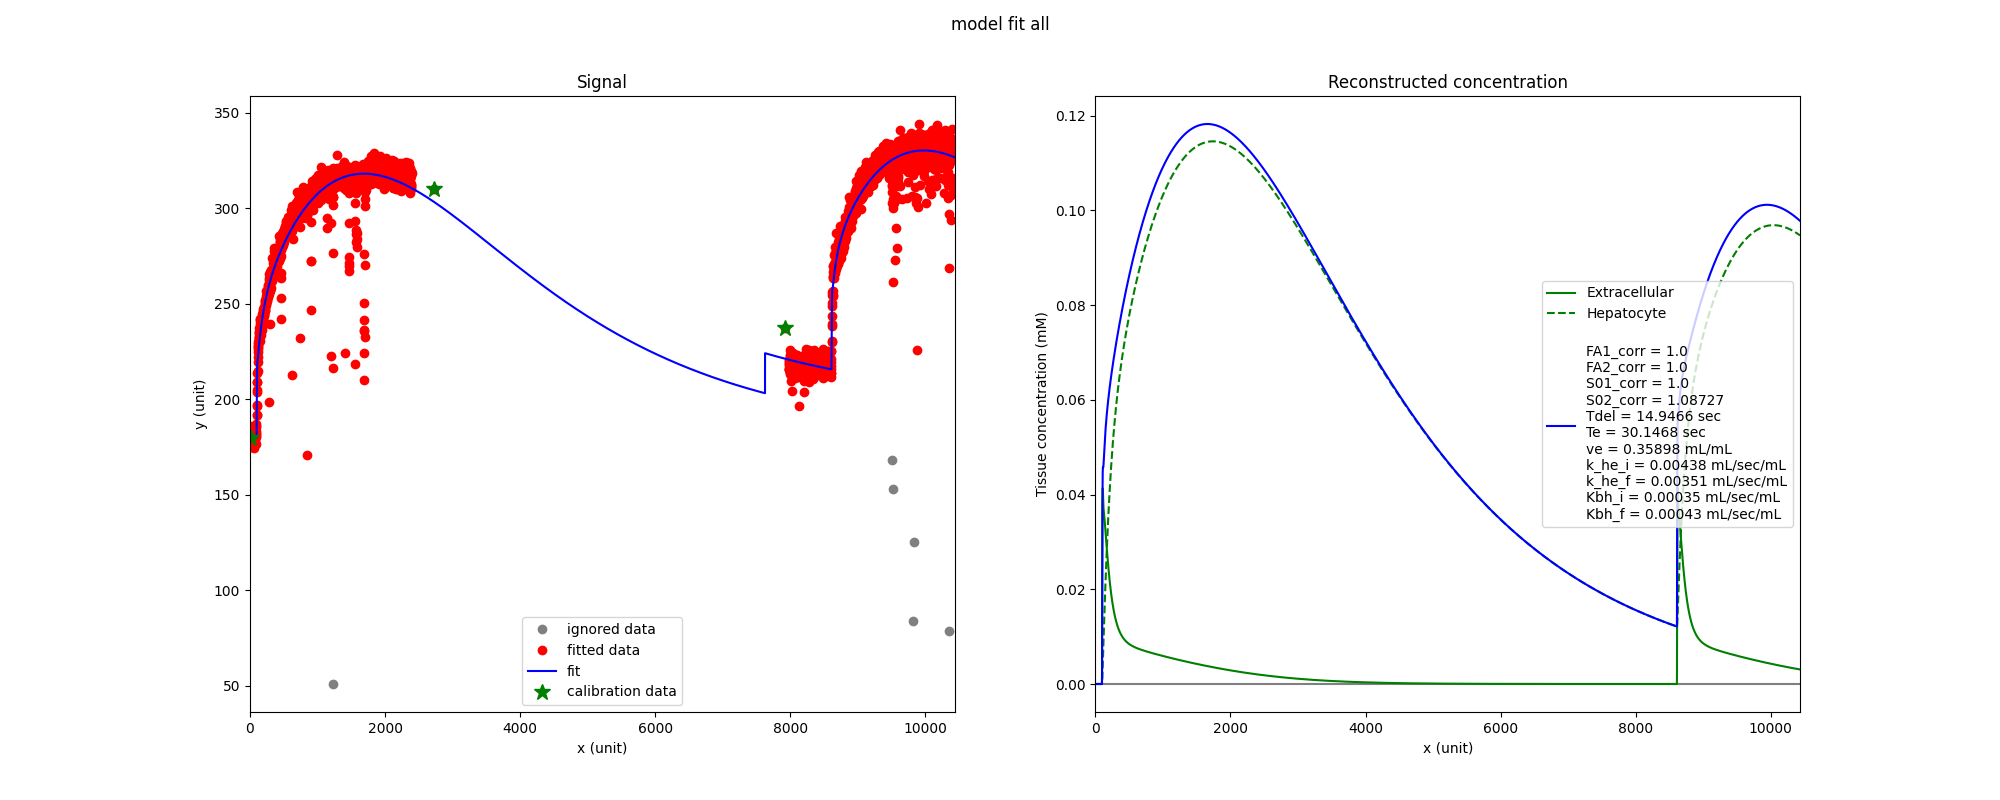 model fit all
Signal
y (unit)
350
300
250
200
150
100
50
0 2000 4000 6000 8000 10000
x (unit)
ignored data
fitted data
fit
calibration data
Reconstructed concentration
Tissue concentration (mM)
0.12
0.10
0.08
0.06
0.04
0.02
0.00
0 2000 4000 6000 8000 10000
x (unit)
Extracellular
Hepatocyte
FA1_corr = 1.0
FA2_corr = 1.0
S01_corr = 1.0
S02_corr = 1.08727
Tdel = 14.9466 sec
Te = 30.1468 sec
ve = 0.35898 mL/mL
k_he_i = 0.00438 mL/sec/mL
k_he_f = 0.00351 mL/sec/mL
Kbh_i = 0.00035 mL/sec/mL
Kbh_f = 0.00043 mL/sec/mL